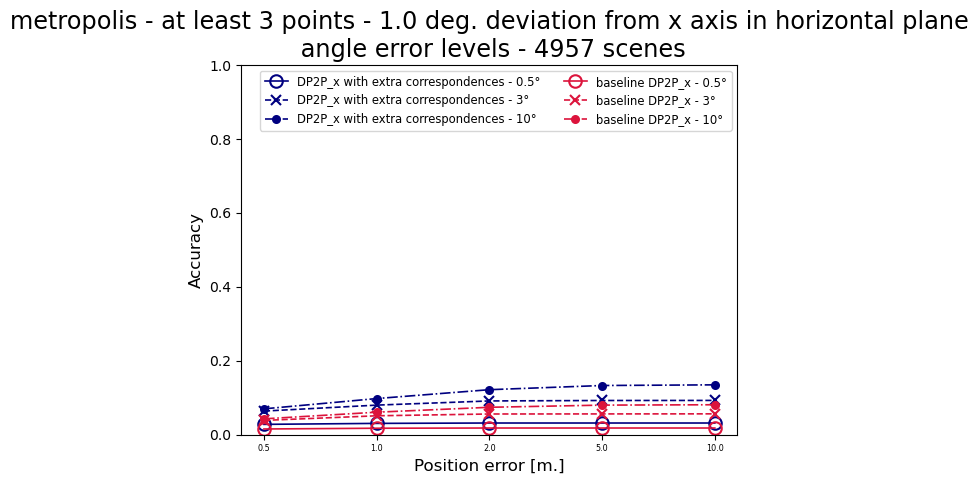 metropolis - at least 3 points - 1.0 deg. deviation from x axis in horizontal plane
angle error levels - 4957 scenes
1.0
0.8
0.6
0.4
0.2
0.0
Accuracy
DP2P_x with extra correspondences - 0.5°
DP2P_x with extra correspondences - 3°
DP2P_x with extra correspondences - 10°
baseline DP2P_x - 0.5°
baseline DP2P_x - 3°
baseline DP2P_x - 10°
0.5 1.0 2.0 5.0 10.0
Position error [m.]